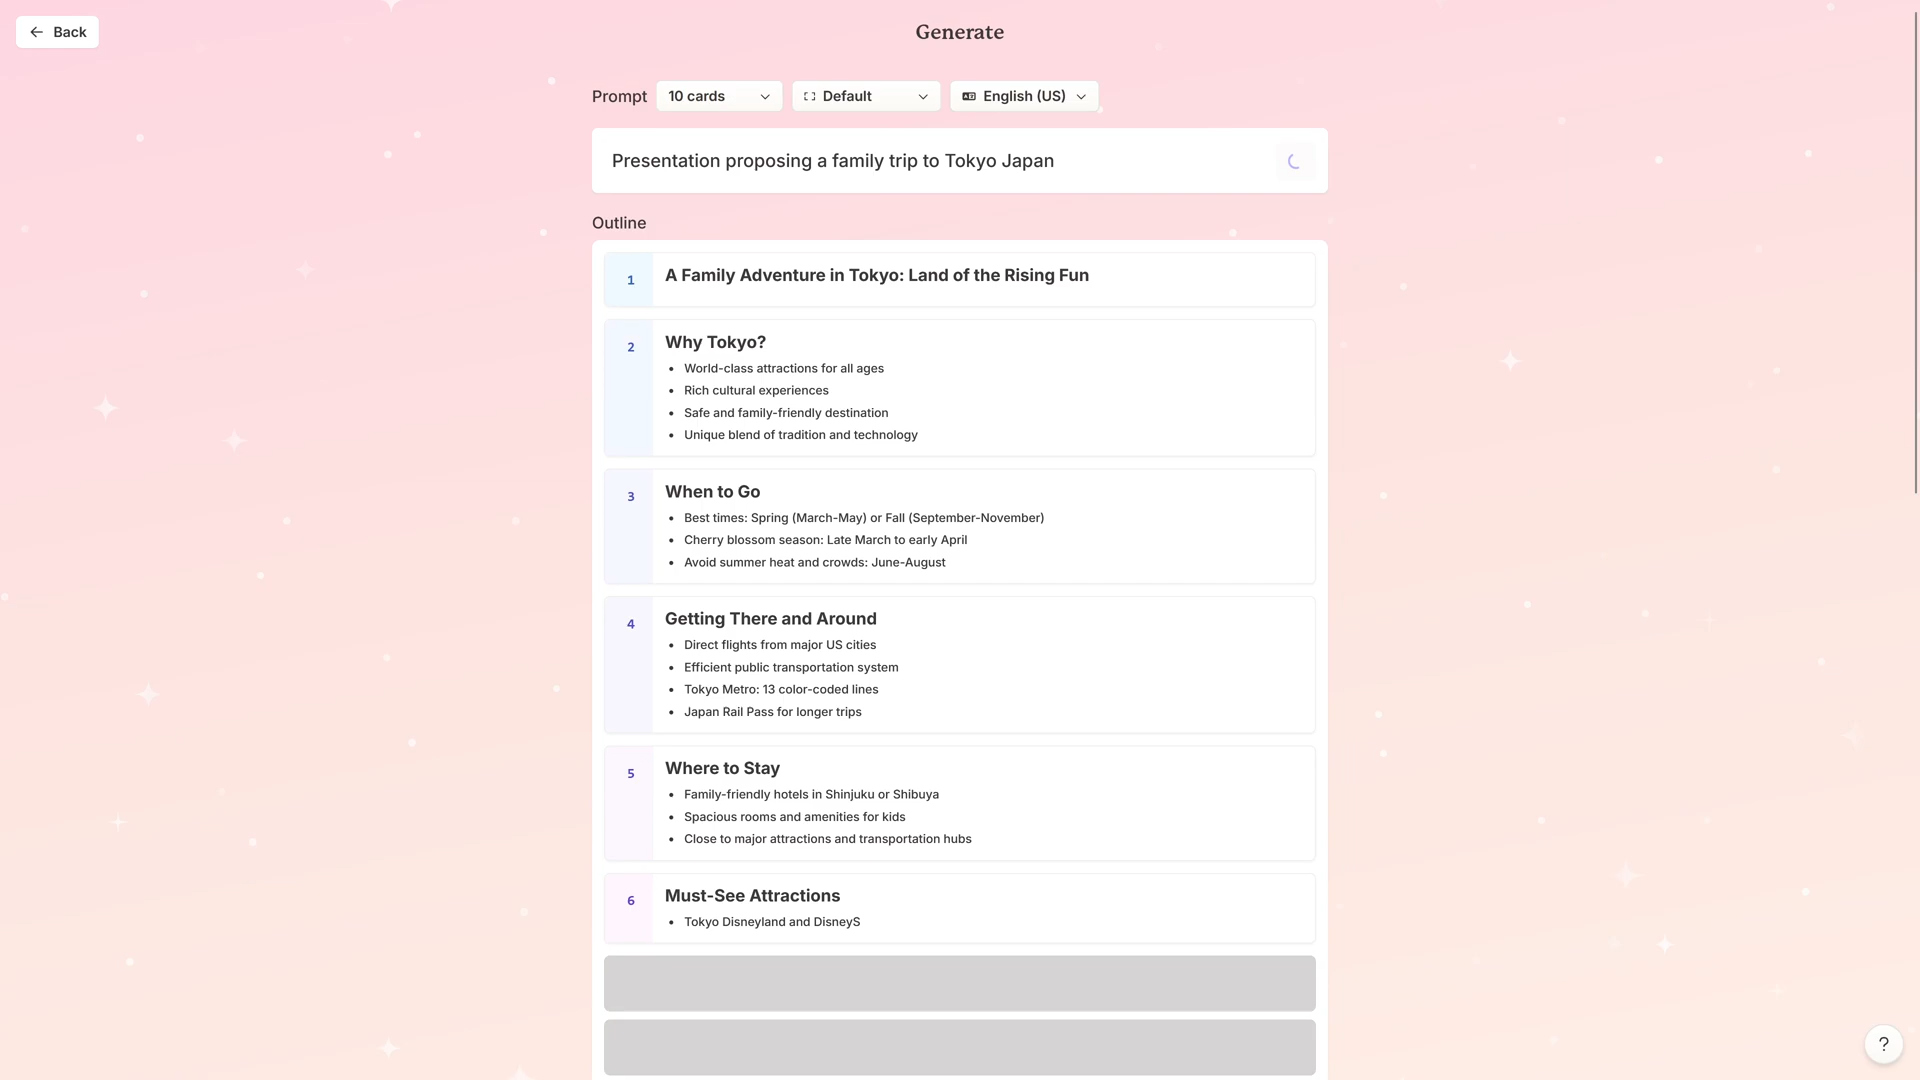 Back
Generate
Prompt
10 cards
Default
English (US)
Presentation proposing a family trip to Tokyo Japan
Outline
1
A Family Adventure in Tokyo: Land of the Rising Fun
2
Why Tokyo?
• World-class attractions for all ages
• Rich cultural experiences
• Safe and family-friendly destination
• Unique blend of tradition and technology
3
When to Go
• Best times: Spring (March-May) or Fall (September-November)
• Cherry blossom season: Late March to early April
• Avoid summer heat and crowds: June-August
4
Getting There and Around
• Direct flights from major US cities
• Efficient public transportation system
• Tokyo Metro: 13 color-coded lines
• Japan Rail Pass for longer trips
5
Where to Stay
• Family-friendly hotels in Shinjuku or Shibuya
• Spacious rooms and amenities for kids
• Close to major attractions and transportation hubs
6
Must-See Attractions
• Tokyo Disneyland and DisneyS
?